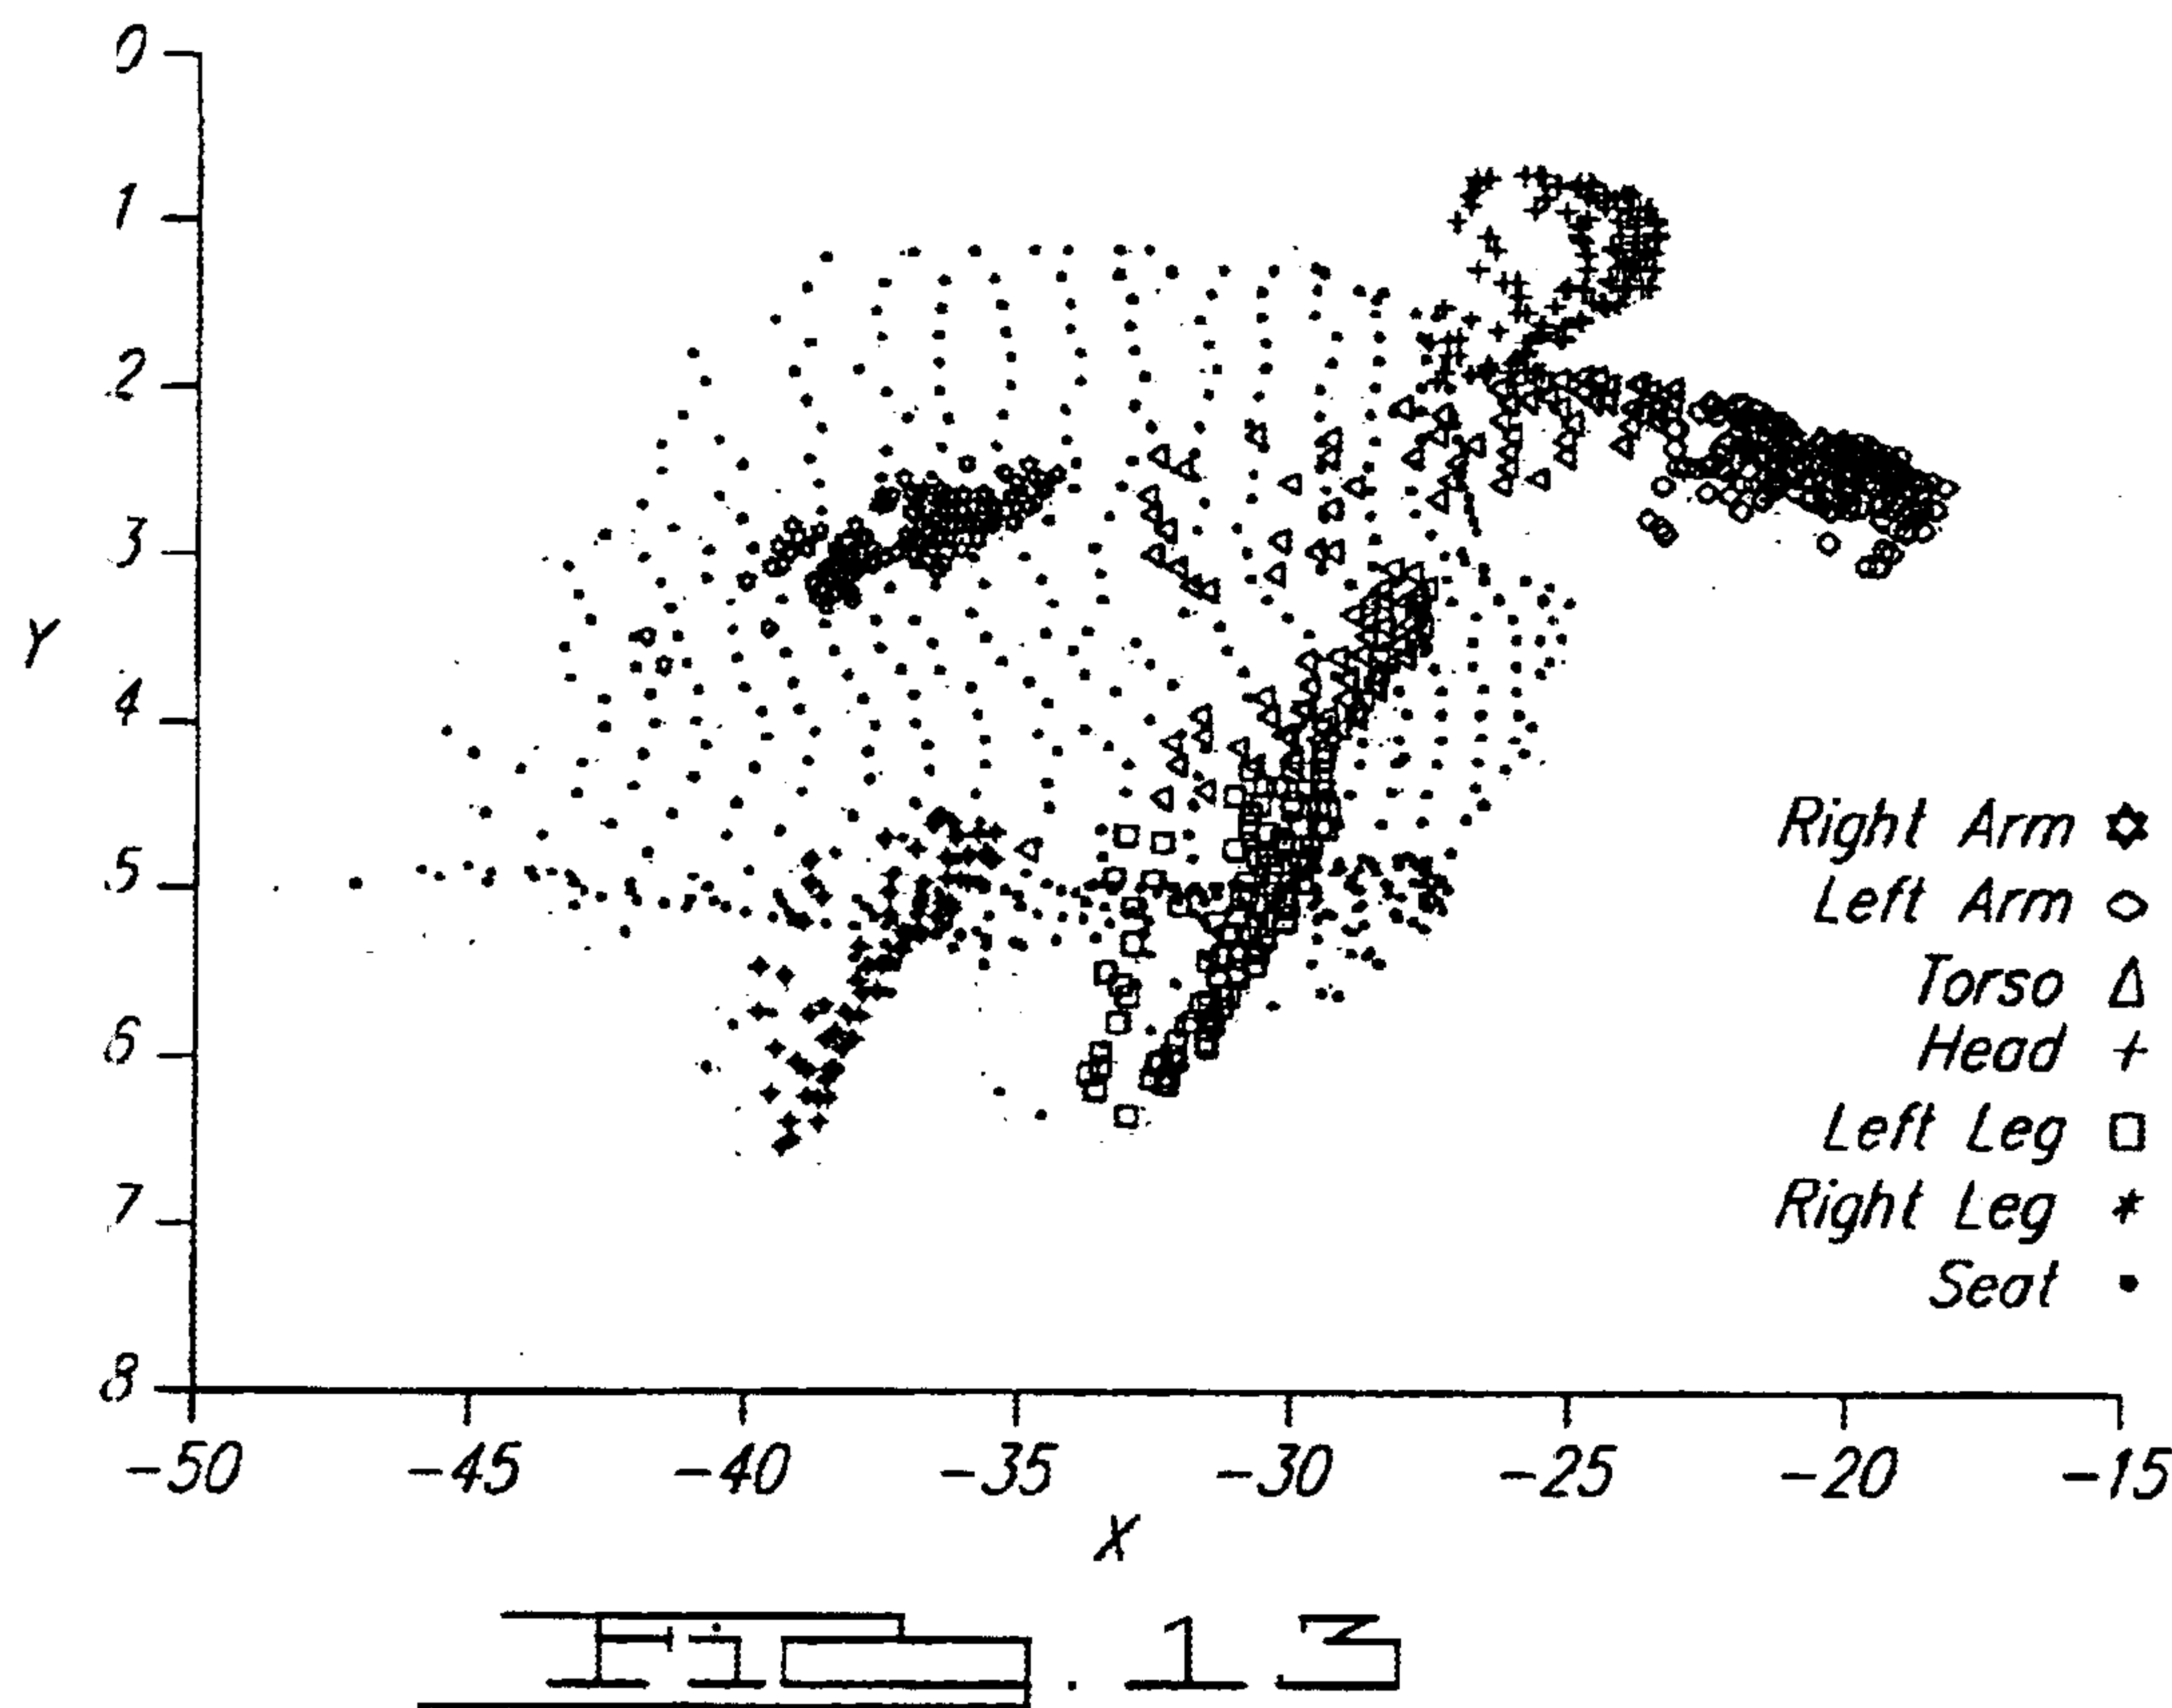 0
1
2
3
4
5
6
7
8
Y
-50
-45
-40
-35
-30
-25
-20
-15
X
Right Arm
Left Arm
Torso
Head
Left Leg
Right Leg
Seat
Fig. 13